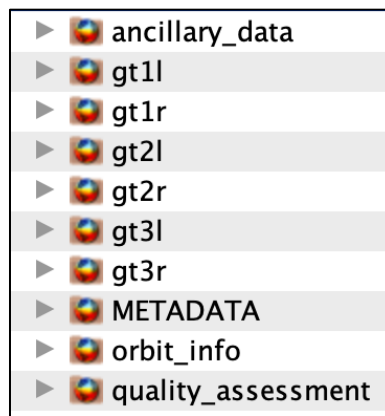 ancillary_data
gt1l
gt1r
gt2l
gt2r
gt3l
gt3r
METADATA
orbit_info
quality_assessment